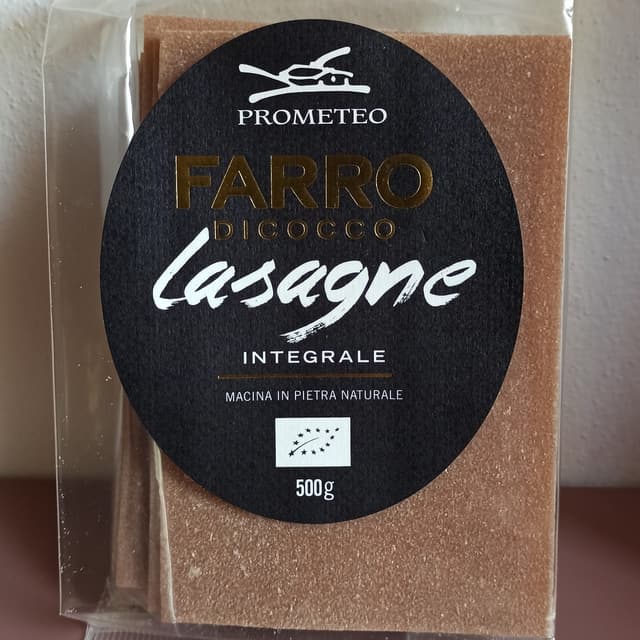 PROMETEO
FARRO
DICOCCO
Lasagne
INTEGRALE
MACINA IN PIETRA NATURALE
500g